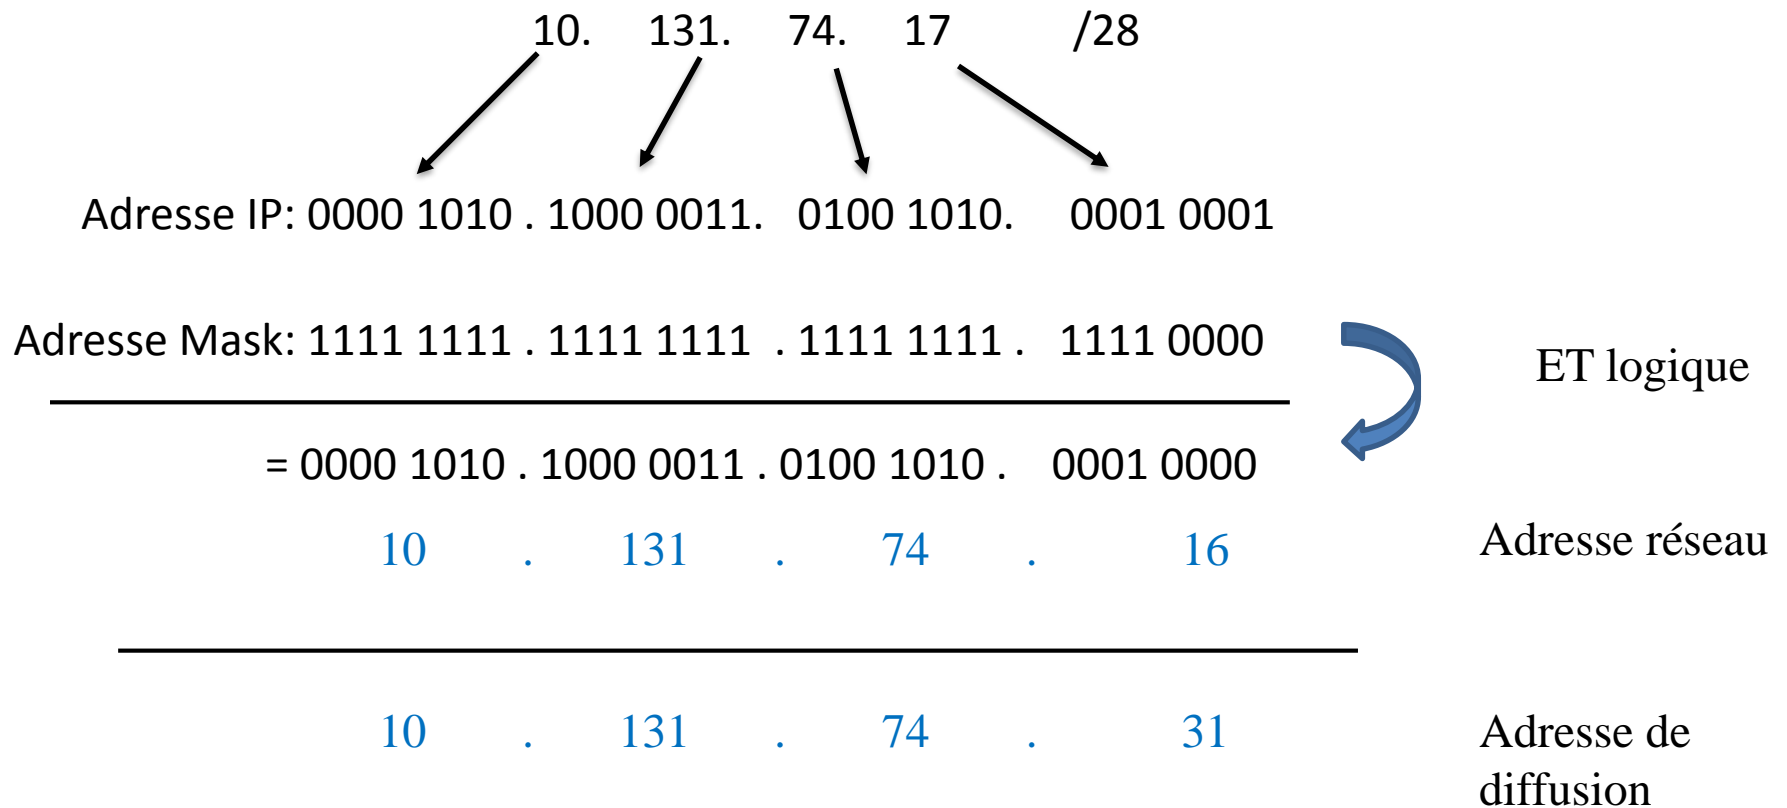 10. 131. 74. 17 /28
Adresse IP: 0000 1010 . 1000 0011. 0100 1010. 0001 0001
Adresse Mask: 1111 1111 . 1111 1111 . 1111 1111 . 1111 0000
ET logique
= 0000 1010 . 1000 0011 . 0100 1010 . 0001 0000
10 . 131 . 74 . 16 Adresse réseau
10 . 131 . 74 . 31 Adresse de
diffusion